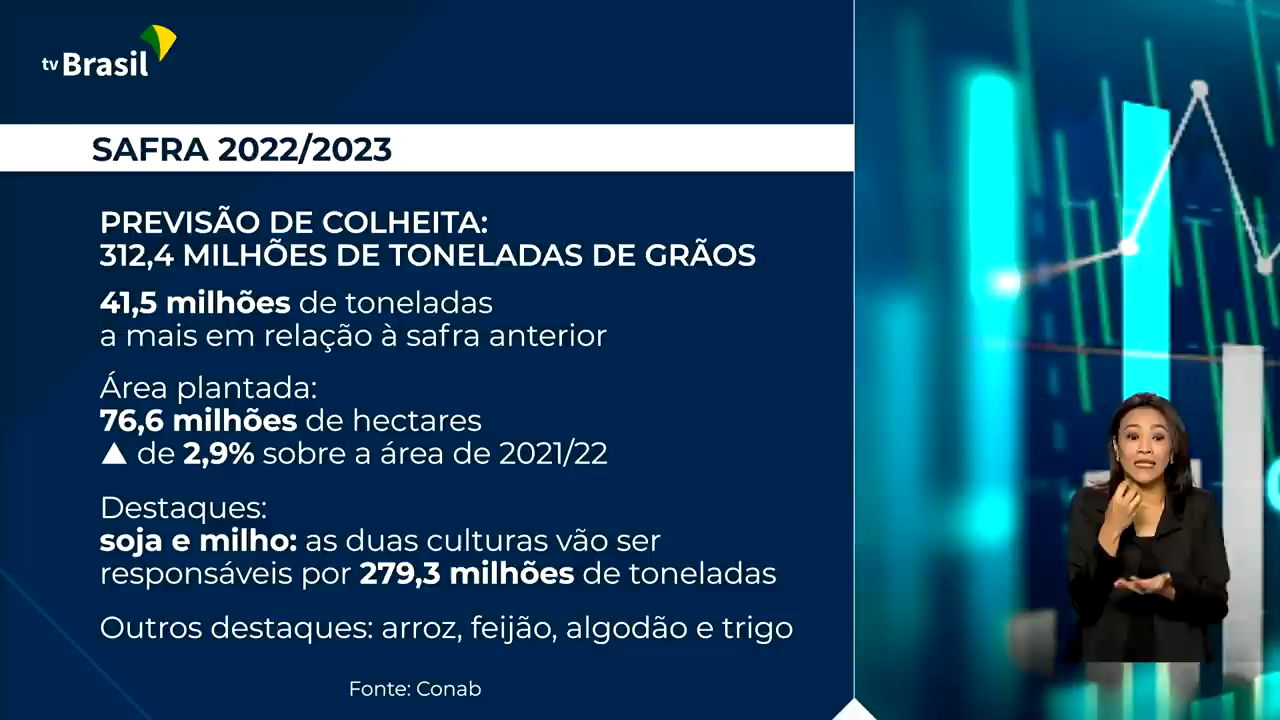 tv Brasil
SAFRA 2022/2023
PREVISÃO DE COLHEITA:
312,4 MILHÕES DE TONELADAS DE GRÃOS
41,5 milhões de toneladas
a mais em relação à safra anterior
Área plantada:
76,6 milhões de hectares
▲ de 2,9% sobre a área de 2021/22
Destaques:
soja e milho: as duas culturas vão ser
responsáveis por 279,3 milhões de toneladas
Outros destaques: arroz, feijão, algodão e trigo
Fonte: Conab